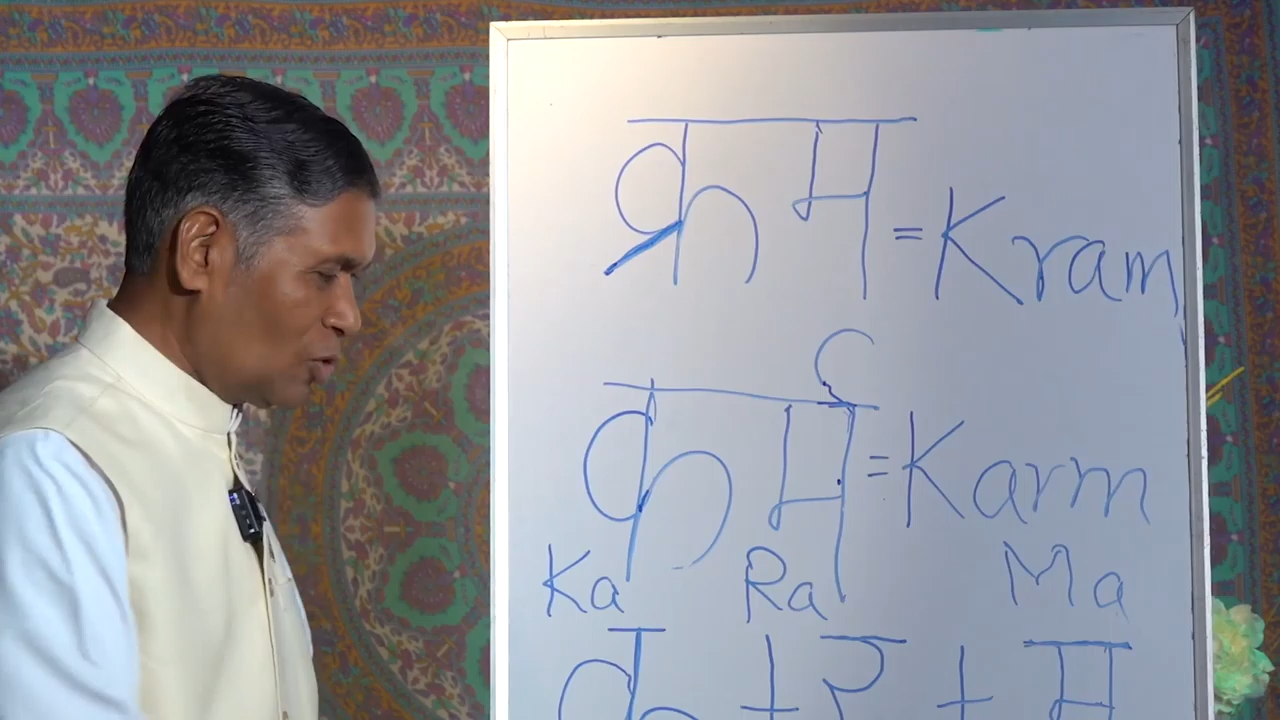 क्रम = Kram
कर्म = Karm
Ka Ra Ma
क + र + म